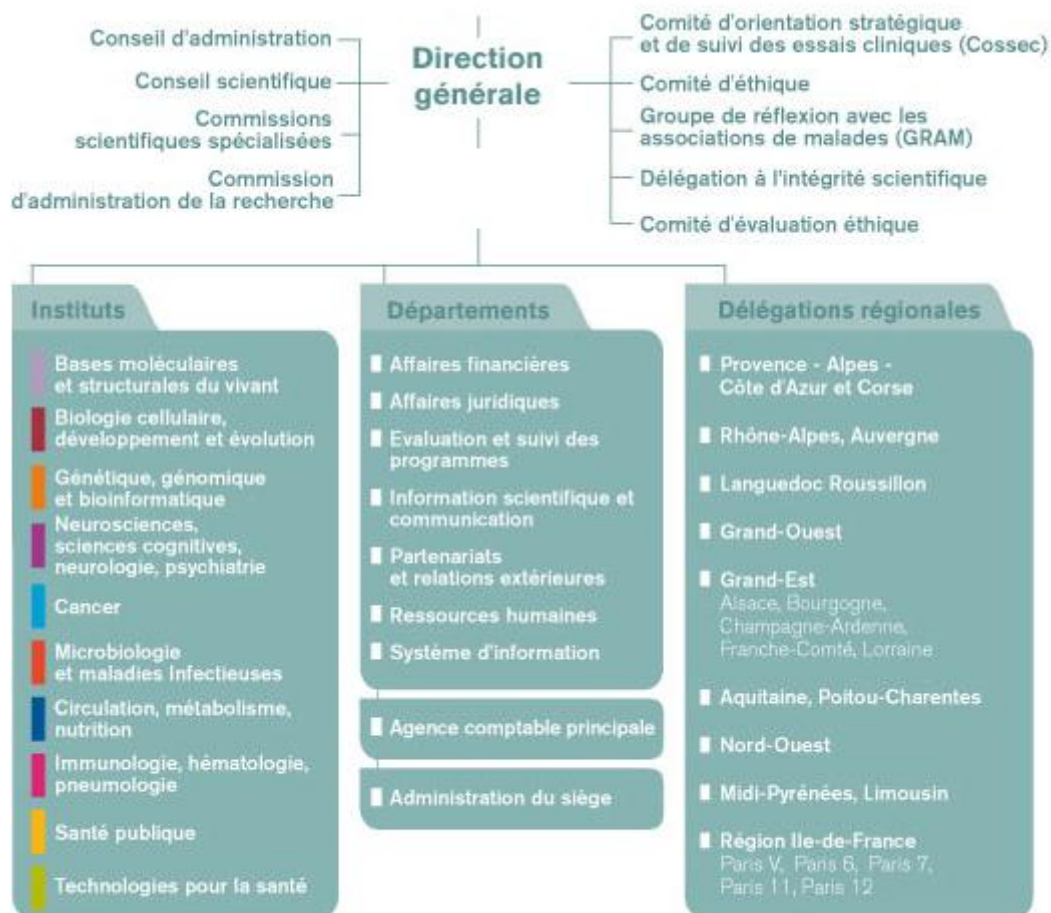 Conseil d'administration
Conseil scientifique
Commissions
scientifiques spécialisées
Commission
d'administration de la recherche
Direction
générale
Comité d'orientation stratégique
et de suivi des essais cliniques (Cossec)
Comité d'éthique
Groupe de réflexion avec les
associations de malades (GRAM)
Délégation à l'intégrité scientifique
Comité d'évaluation éthique
Instituts
Bases moléculaires
et structurales du vivant
Biologie cellulaire,
développement et évolution
Génétique, génomique
et bioinformatique
Neurosciences,
sciences cognitives,
neurologie, psychiatrie
Cancer
Microbiologie
et maladies Infectieuses
Circulation, métabolisme,
nutrition
Immunologie, hématologie,
pneumologie
Santé publique
Technologies pour la santé
Départements
Affaires financières
Affaires juridiques
Evaluation et suivi des
programmes
Information scientifique et
communication
Partenariats
et relations extérieures
Ressources humaines
Système d'information
Agence comptable principale
Administration du siège
Délégations régionales
Provence - Alpes -
Côte d'Azur et Corse
Rhône-Alpes, Auvergne
Languedoc Roussillon
Grand-Ouest
Grand-Est
Alsace, Bourgogne,
Champagne-Ardenne,
Franche-Comté, Lorraine
Aquitaine, Poitou-Charentes
Nord-Ouest
Midi-Pyrénées, Limousin
Région Ile-de-France
Paris V, Paris 6, Paris 7,
Paris 11, Paris 12